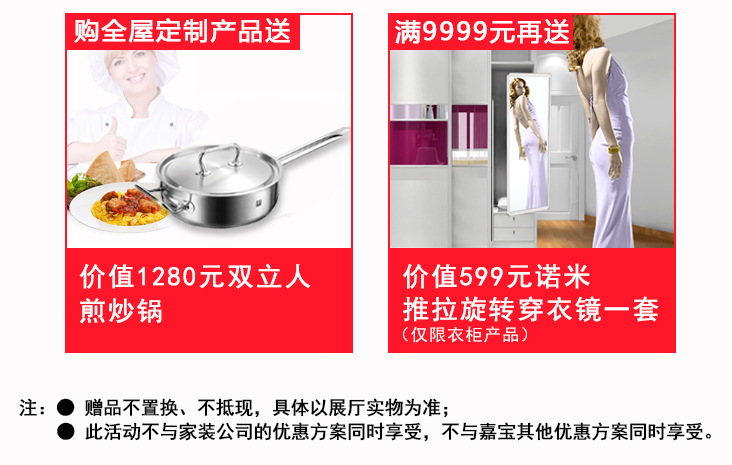 购全屋定制产品送
满9999元再送
价值1280元双立人
煎炒锅
价值599元诺米
推拉旋转穿衣镜一套
（仅限衣柜产品）
注：● 赠品不置换、不抵现，具体以展厅实物为准；
● 此活动不与家装公司的优惠方案同时享受，不与嘉宝其他优惠方案同时享受。